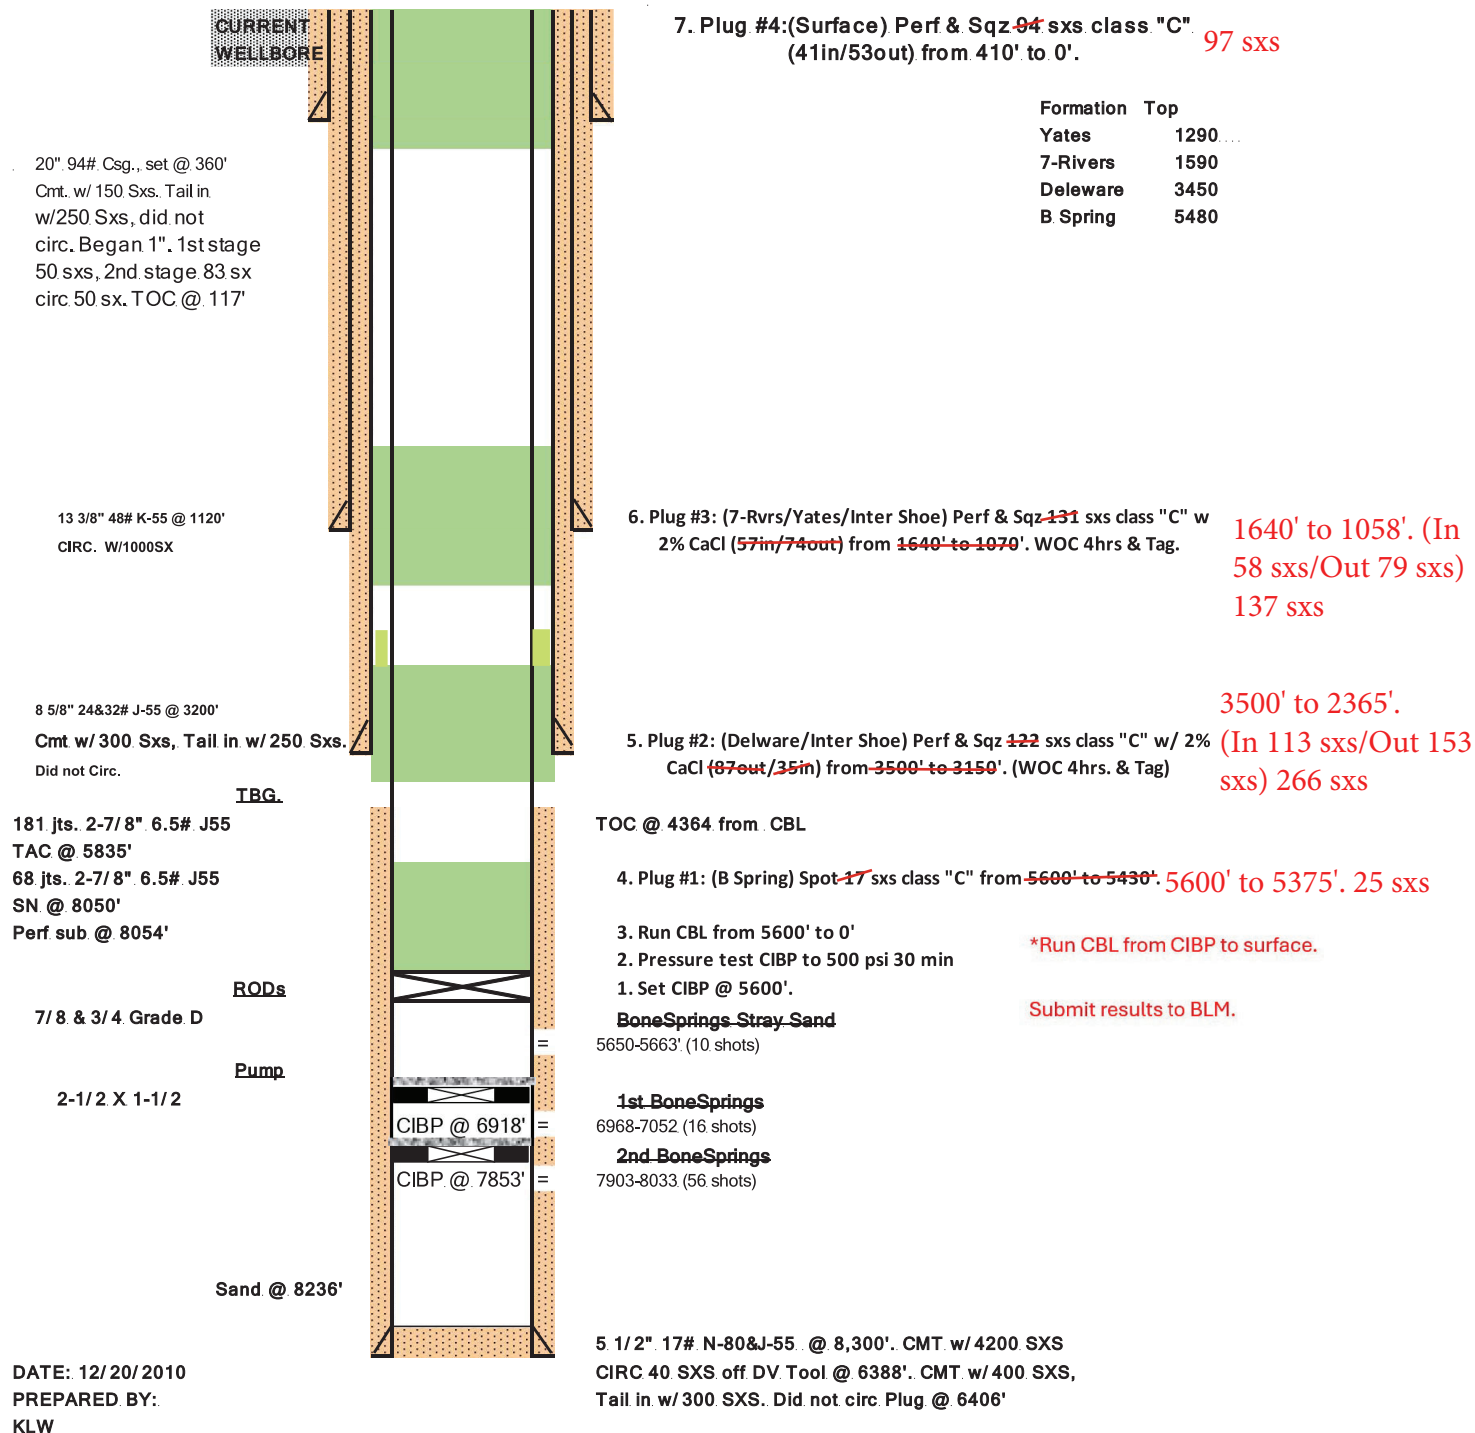 CURRENT
WELLBORE
7. Plug #4:(Surface) Perf & Sqz 94 sxs class "C"
(41in/53out) from 410' to 0'.
97 sxs
Formation Top
Yates 1290
7-Rivers 1590
Deleware 3450
B Spring 5480
20" 94# Csg., set @ 360'
Cmt. w/ 150 Sxs. Tail in
w/250 Sxs, did not
circ. Began 1". 1st stage
50 sxs, 2nd stage 83 sx
circ 50 sx. TOC @ 117'
13 3/8" 48# K-55 @ 1120'
CIRC. W/1000SX
6. Plug #3: (7-Rvrs/Yates/Inter Shoe) Perf & Sqz 131 sxs class "C" w
2% CaCl (57in/74out) from 1640' to 1070'. WOC 4hrs & Tag.
1640' to 1058'. (In
58 sxs/Out 79 sxs)
137 sxs
8 5/8" 24&32# J-55 @ 3200'
Cmt w/ 300 Sxs, Tail in w/ 250 Sxs.
Did not Circ.
5. Plug #2: (Delware/Inter Shoe) Perf & Sqz 122 sxs class "C" w/ 2%
CaCl (87out/35in) from 3500' to 3150'. (WOC 4hrs. & Tag)
3500' to 2365'.
(In 113 sxs/Out 153
sxs) 266 sxs
TBG.
181 jts. 2-7/8" 6.5# J55
TAC @ 5835'
68 jts. 2-7/8" 6.5# J55
SN @ 8050'
Perf sub @ 8054'
TOC @ 4364 from CBL
4. Plug #1: (B Spring) Spot 17 sxs class "C" from 5600' to 5430'.
5600' to 5375'. 25 sxs
3. Run CBL from 5600' to 0'
2. Pressure test CIBP to 500 psi 30 min
1. Set CIBP @ 5600'.
*Run CBL from CIBP to surface.
Submit results to BLM.
RODs
7/8 & 3/4 Grade D
BoneSprings Stray Sand
= 5650-5663' (10 shots)
Pump
2-1/2 X 1-1/2
1st BoneSprings
CIBP @ 6918' = 6968-7052 (16 shots)
2nd BoneSprings
CIBP @ 7853' = 7903-8033 (56 shots)
Sand @ 8236'
5 1/2" 17# N-80&J-55 @ 8,300'. CMT w/ 4200 SXS
CIRC 40 SXS off DV Tool @ 6388'. CMT w/ 400 SXS,
Tail in w/ 300 SXS. Did not circ Plug @ 6406'
DATE: 12/20/2010
PREPARED BY:
KLW